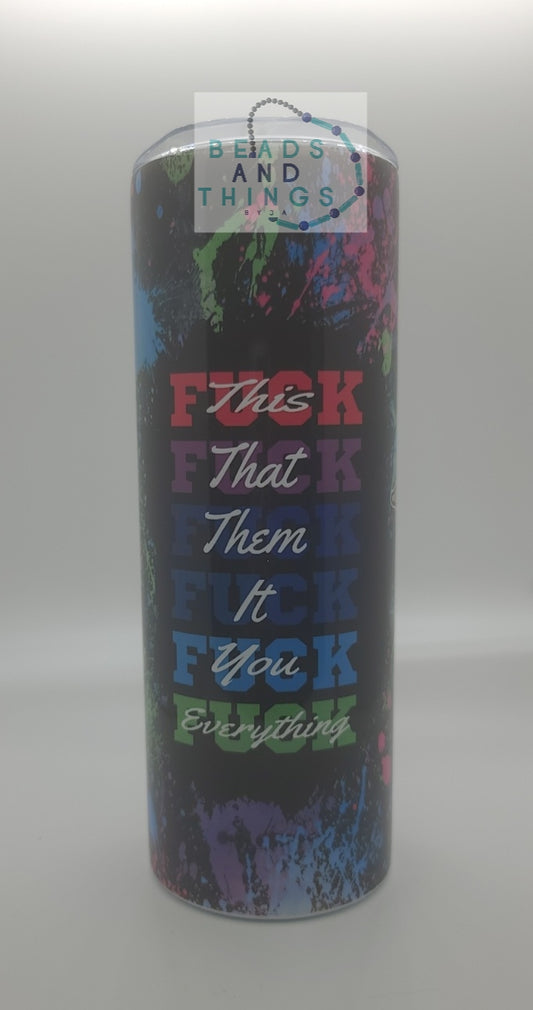 BEADS
AND
THINGS
BY JA
FUCK This
FUCK That
FUCK Them
FUCK It
FUCK You
FUCK Everything